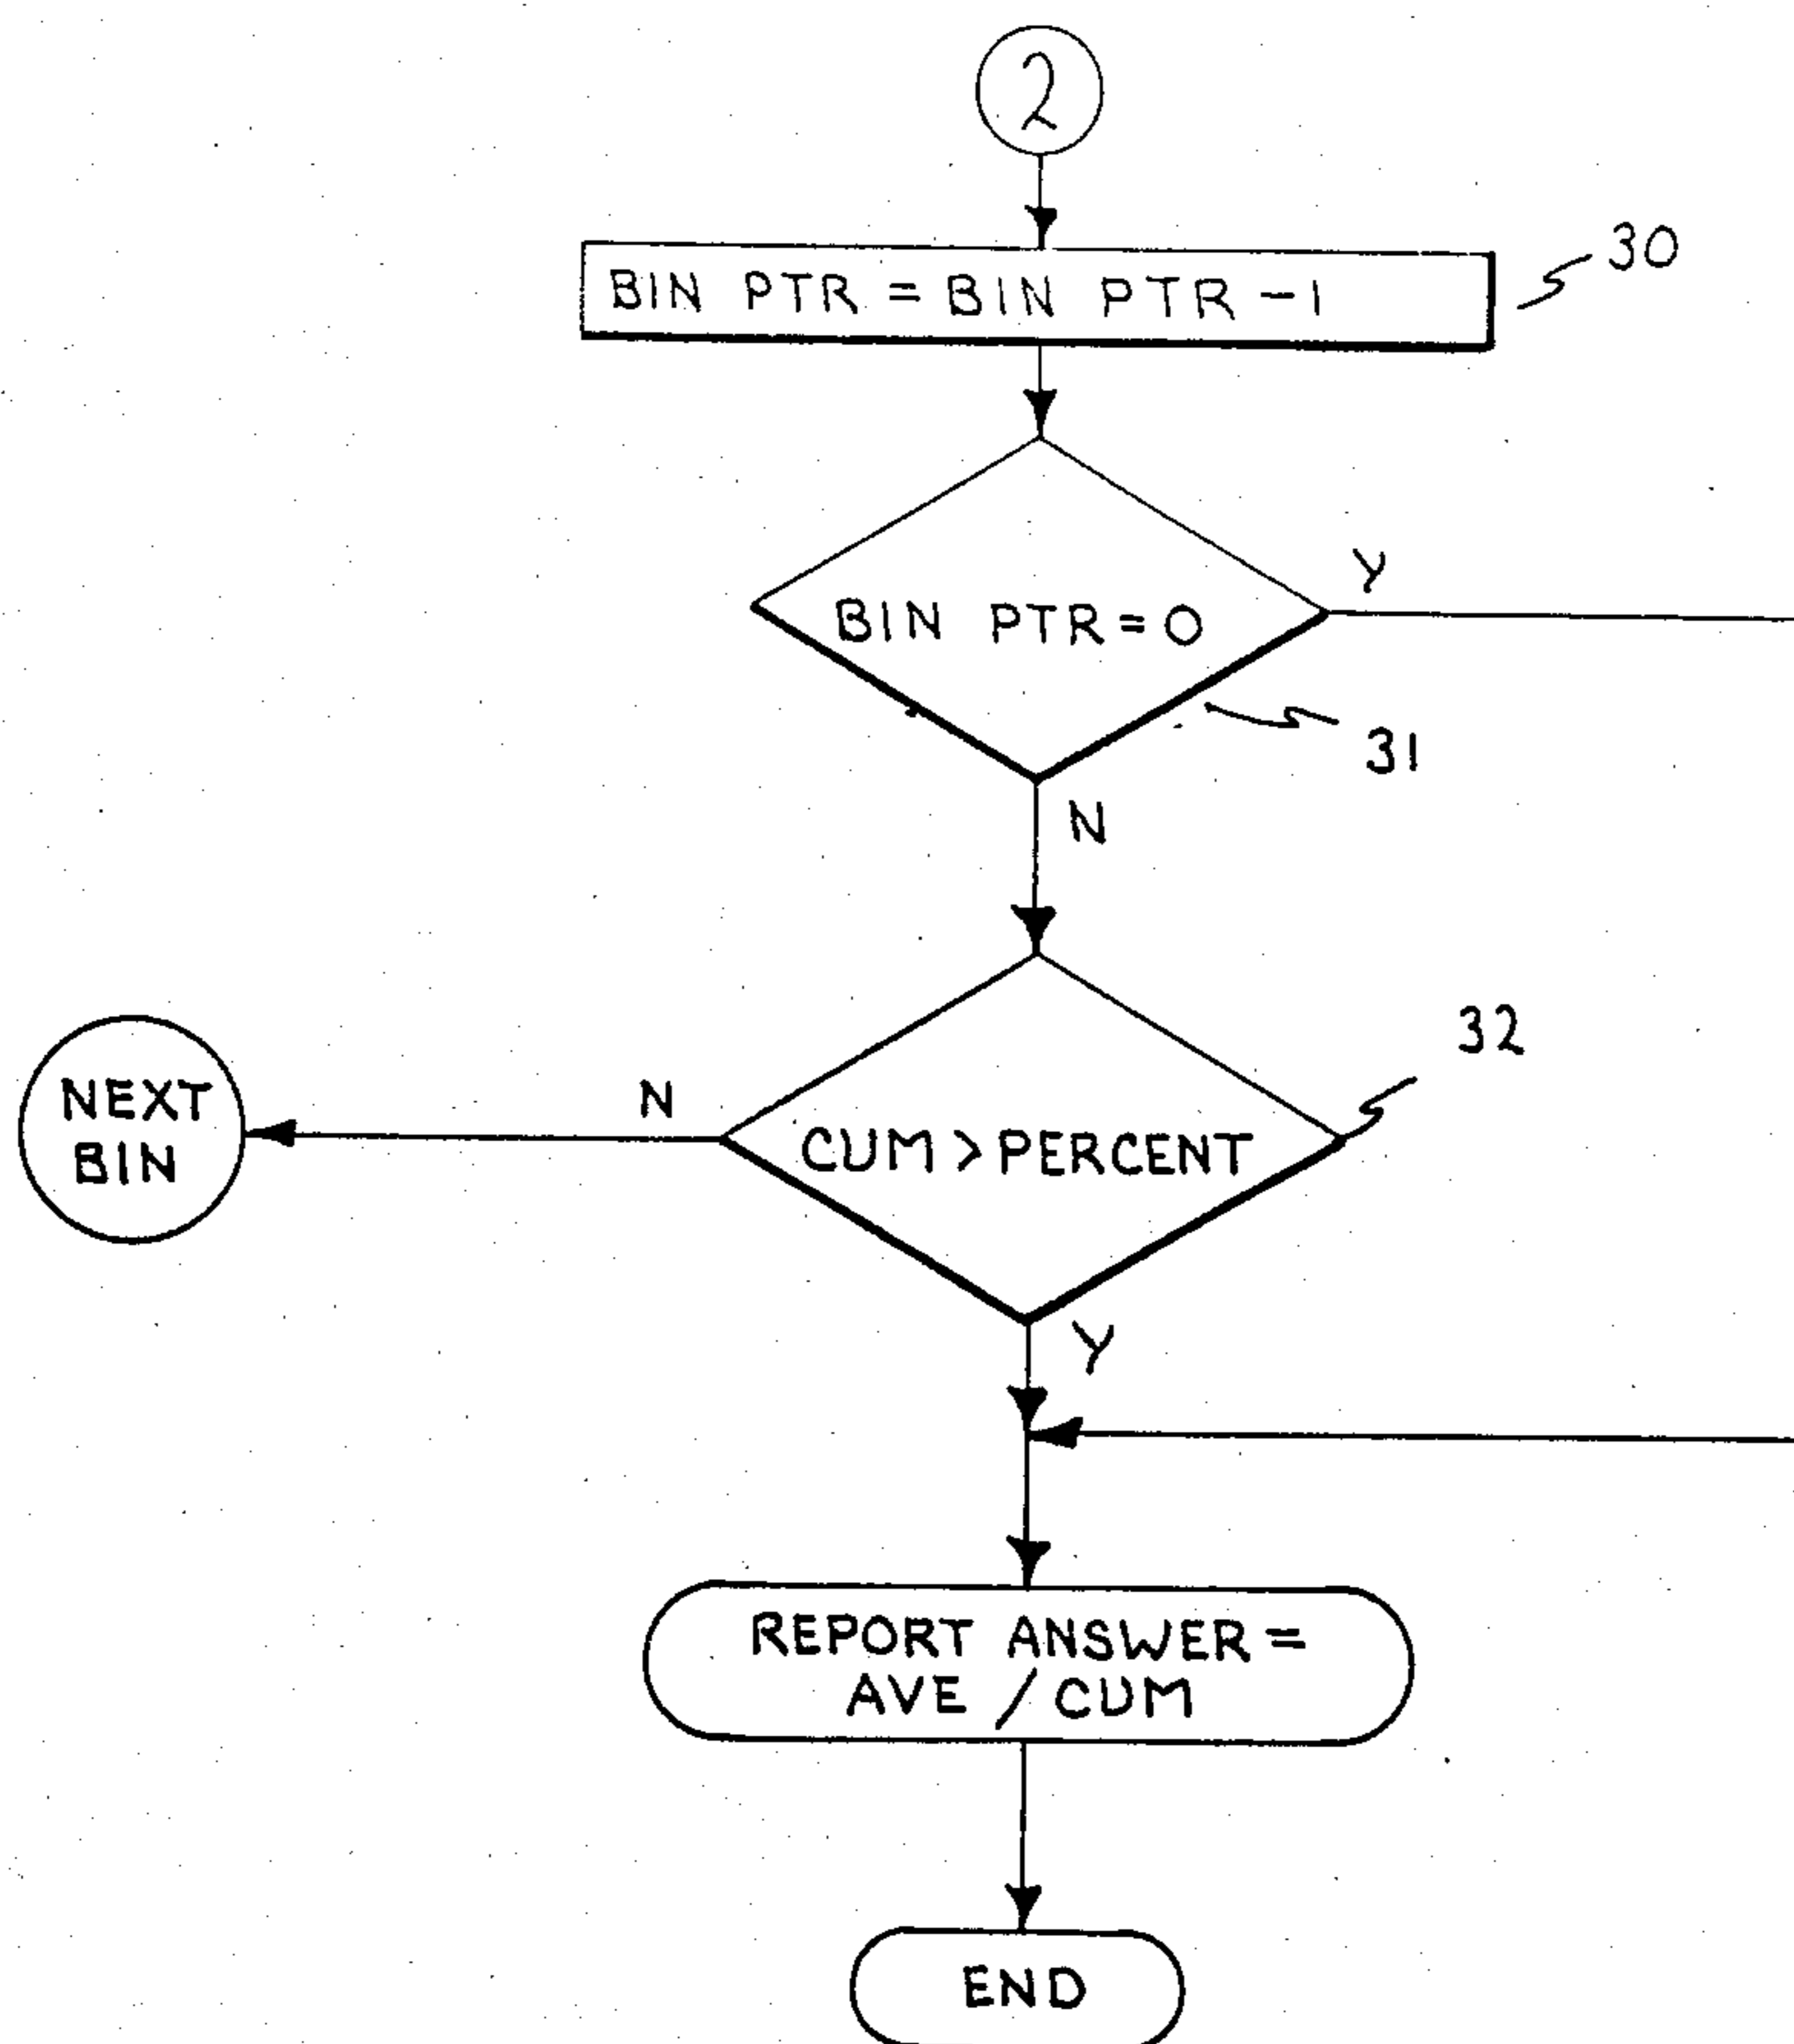 2
BIN PTR = BIN PTR -1
30
Y
BIN PTR = 0
31
N
32
NEXT
BIN
N
CUM > PERCENT
Y
REPORT ANSWER =
AVE / CUM
END